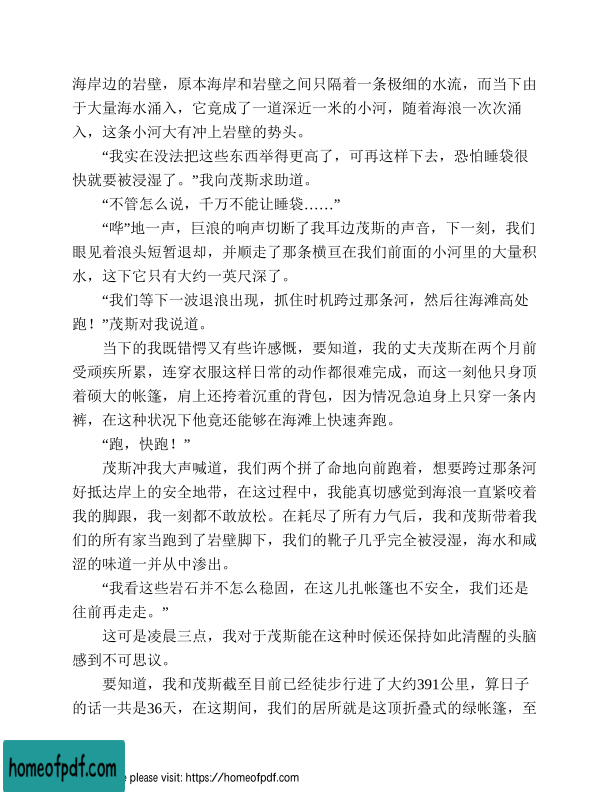 海岸边的岩壁，原本海岸和岩壁之间只隔着一条极细的水流，而当下由
于大量海水涌入，它竟成了一道深近一米的小河，随着海浪一次次涌
入，这条小河大有冲上岩壁的势头。
“我实在没法把这些东西举得更高了，可再这样下去，恐怕睡袋很
快就要被浸湿了。”我向茂斯求助道。
“不管怎么说，千万不能让睡袋……”
“哗”地一声，巨浪的响声切断了我耳边茂斯的声音，下一刻，我们
眼见着浪头短暂退却，并顺走了那条横亘在我们前面的小河里的大量积
水，这下它只有大约一英尺深了。
“我们等下一波退浪出现，抓住时机跨过那条河，然后往海滩高处
跑！”茂斯对我说道。
当下的我既错愕又有些许感慨，要知道，我的丈夫茂斯在两个月前
受顽疾所累，连穿衣服这样日常的动作都很难完成，而这一刻他只身顶
着硕大的帐篷，肩上还挎着沉重的背包，因为情况急迫身上只穿一条内
裤，在这种状况下他竟还能够在海滩上快速奔跑。
“跑，快跑！”
茂斯冲我大声喊道，我们两个拼了命地向前跑着，想要跨过那条河
好抵达岸上的安全地带，在这过程中，我能真切感觉到海浪一直紧咬着
我的脚跟，我一刻都不敢放松。在耗尽了所有力气后，我和茂斯带着我
们的所有家当跑到了岩壁脚下，我们的靴子几乎完全被浸湿，海水和咸
涩的味道一并从中渗出。
“我看这些岩石并不怎么稳固，在这儿扎帐篷也不安全，我们还是
往前再走走。”
这可是凌晨三点，我对于茂斯能在这种时候还保持如此清醒的头脑
感到不可思议。
要知道，我和茂斯截至目前已经徒步行进了大约391公里，算日子
的话一共是36天，在这期间，我们的居所就是这顶折叠式的绿帐篷，至
homeofpdf.com
e please visit: https://homeofpdf.com